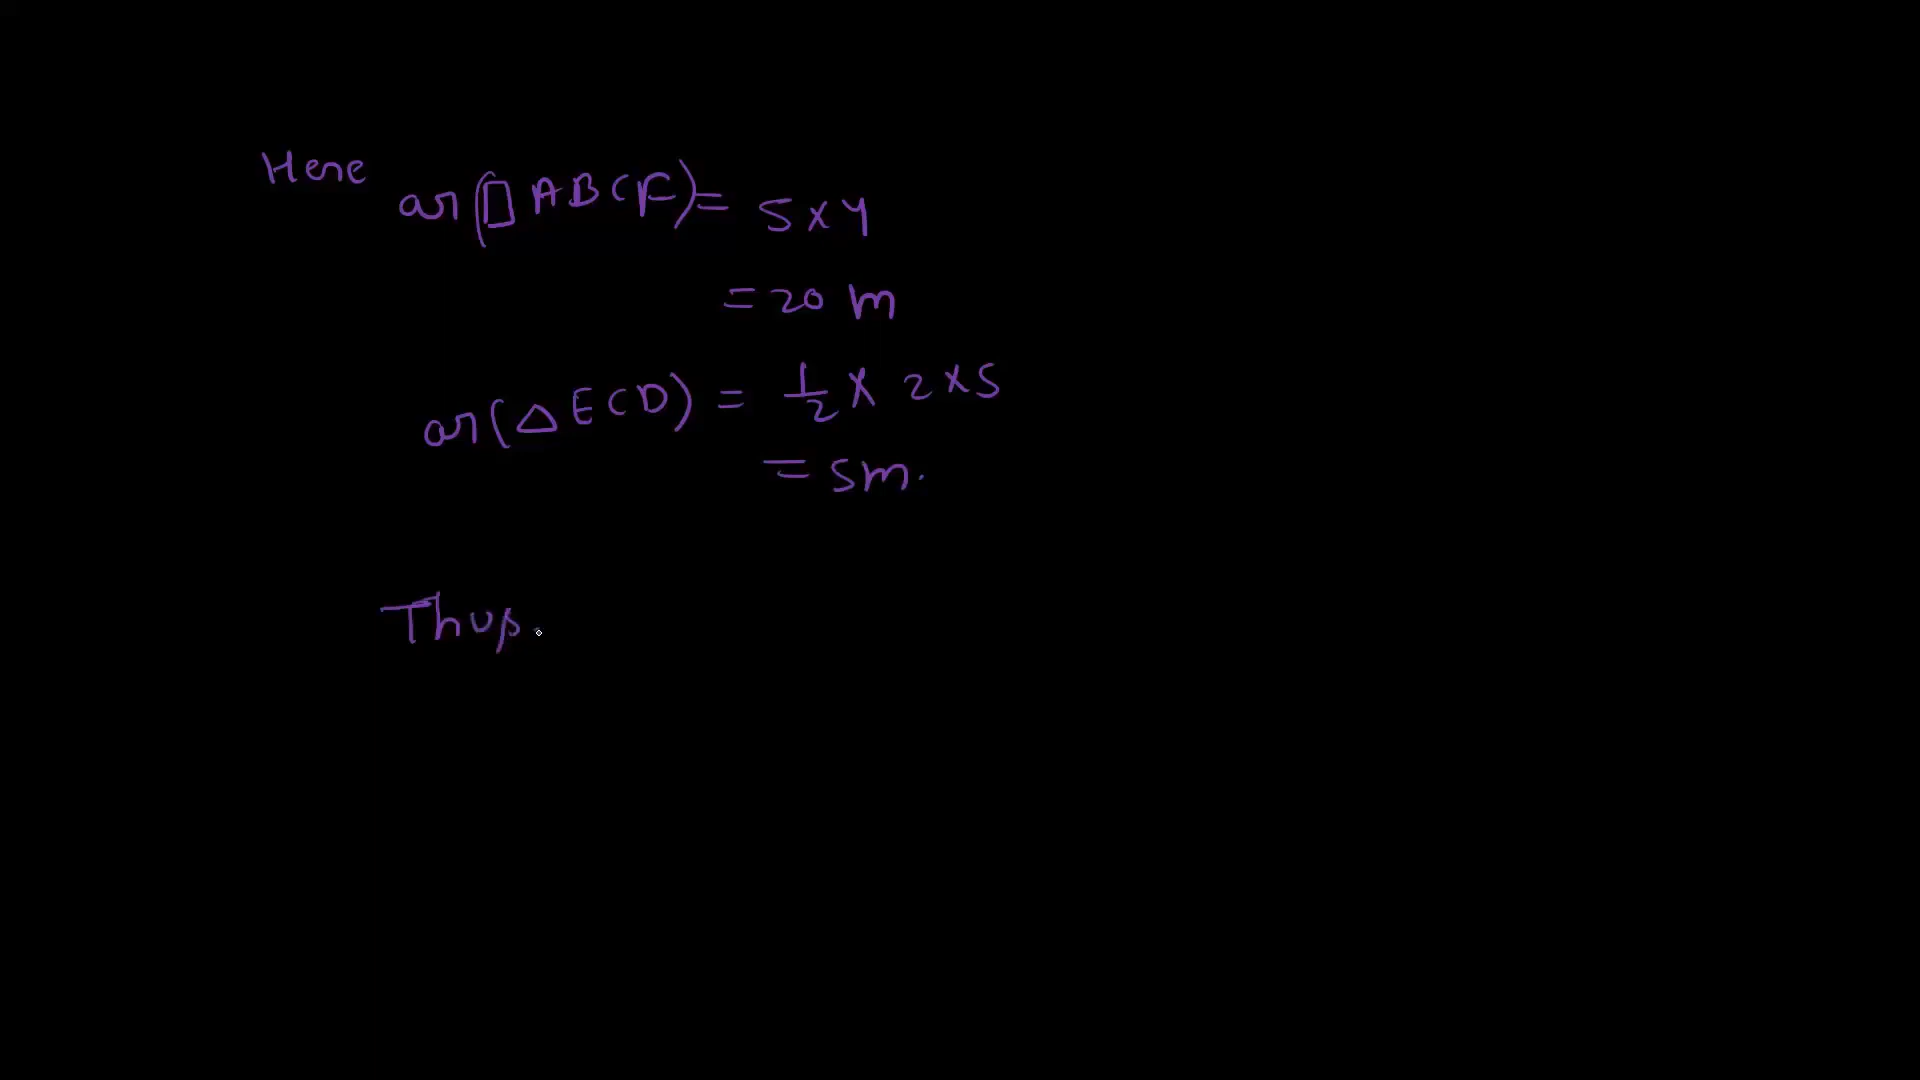 Here ar(□ ABCF) = 5 × 4
= 20 m
ar(△ ECD) = 1/2 × 2 × 5
= 5m.
Thus.